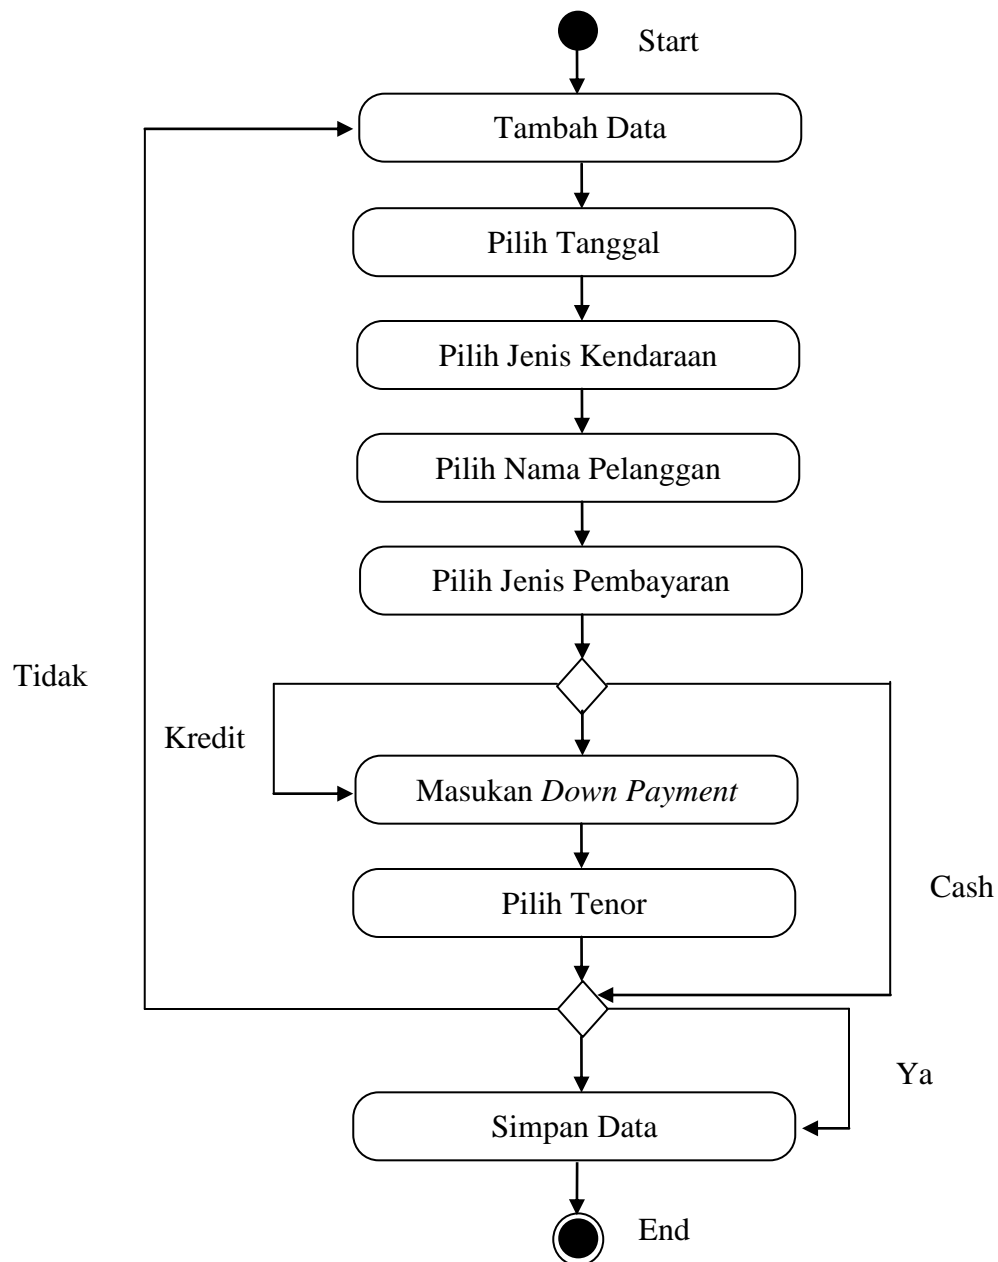 Start
Tambah Data
Pilih Tanggal
Pilih Jenis Kendaraan
Pilih Nama Pelanggan
Pilih Jenis Pembayaran
Tidak
Kredit
Masukan Down Payment
Pilih Tenor
Cash
Ya
Simpan Data
End